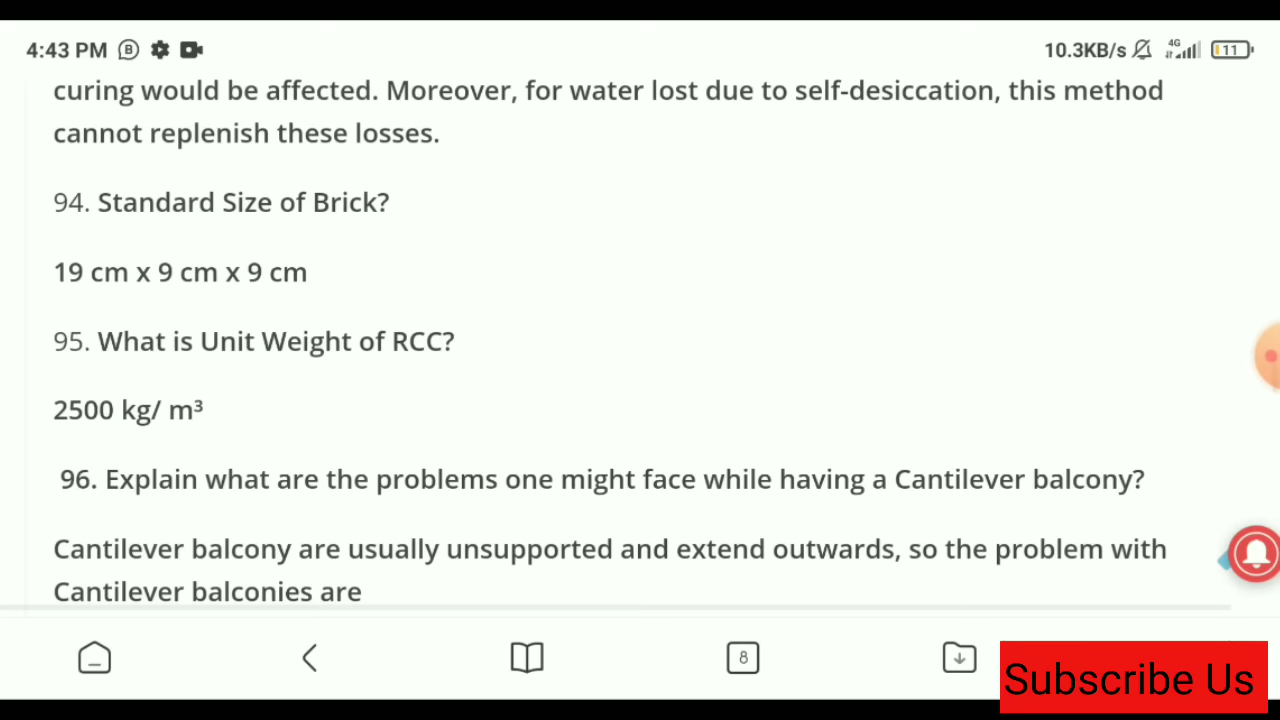 4:43 PM B 10.3KB/s 4G 11
curing would be affected. Moreover, for water lost due to self-desiccation, this method
cannot replenish these losses.
94. Standard Size of Brick?
19 cm x 9 cm x 9 cm
95. What is Unit Weight of RCC?
2500 kg/ m³
96. Explain what are the problems one might face while having a Cantilever balcony?
Cantilever balcony are usually unsupported and extend outwards, so the problem with
Cantilever balconies are
8
Subscribe Us